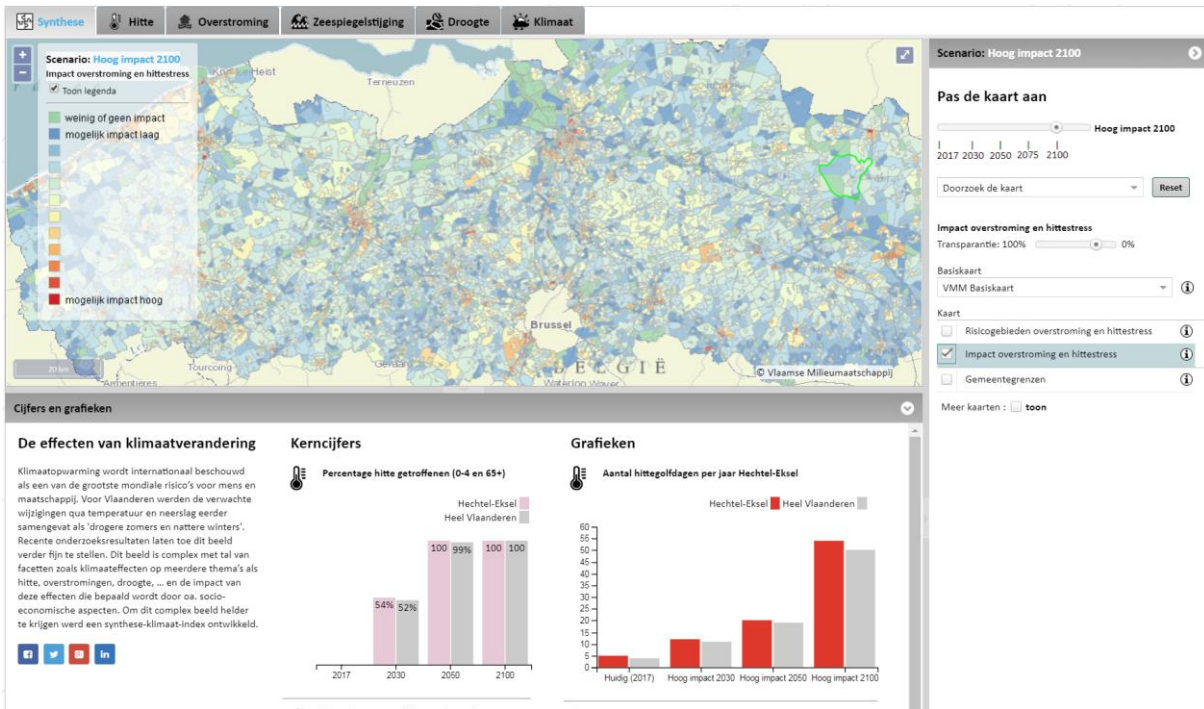 Synthese
Hitte
Overstroming
Zeespiegelstijging
Droogte
Klimaat
+
−
Scenario: Hoog impact 2100
Impact overstroming en hittestress
Toon legenda
weinig of geen impact
mogelijk impact laag
mogelijk impact hoog
20 km
Terneuzen
Brussel
Tourcoing
BELGIË
© Vlaamse Milieumaatschappij
Scenario: Hoog impact 2100
Pas de kaart aan
Hoog impact 2100
2017 2030 2050 2075 2100
Doorzoek de kaart
Reset
Impact overstroming en hittestress
Transparantie: 100% 0%
Basiskaart
VMM Basiskaart
Kaart
Risicogebieden overstroming en hittestress
Impact overstroming en hittestress
Gemeentegrenzen
Meer kaarten : toon
Cijfers en grafieken
De effecten van klimaatverandering
Klimaatopwarming wordt internationaal beschouwd
als een van de grootste mondiale risico's voor mens en
maatschappij. Voor Vlaanderen werden de verwachte
wijzigingen qua temperatuur en neerslag eerder
samengevat als 'drogere zomers en nattere winters'.
Recente onderzoeksresultaten laten toe dit beeld
verder fijn te stellen. Dit beeld is complex met tal van
facetten zoals klimaateffecten op meerdere thema's als
hitte, overstromingen, droogte, ... en de impact van
deze effecten die bepaald wordt door oa. socio-
economische aspecten. Om dit complex beeld helder
te krijgen werd een synthese-klimaat-index ontwikkeld.
Kerncijfers
Percentage hitte getroffenen (0-4 en 65+)
Hechtel-Eksel
Heel Vlaanderen
54% 52%
100 99%
100 100
2017 2030 2050 2100
Grafieken
Aantal hittegolfdagen per jaar Hechtel-Eksel
Hechtel-Eksel Heel Vlaanderen
60
55
50
45
40
35
30
25
20
15
10
5
0
Huidig (2017) Hoog impact 2030 Hoog impact 2050 Hoog impact 2100